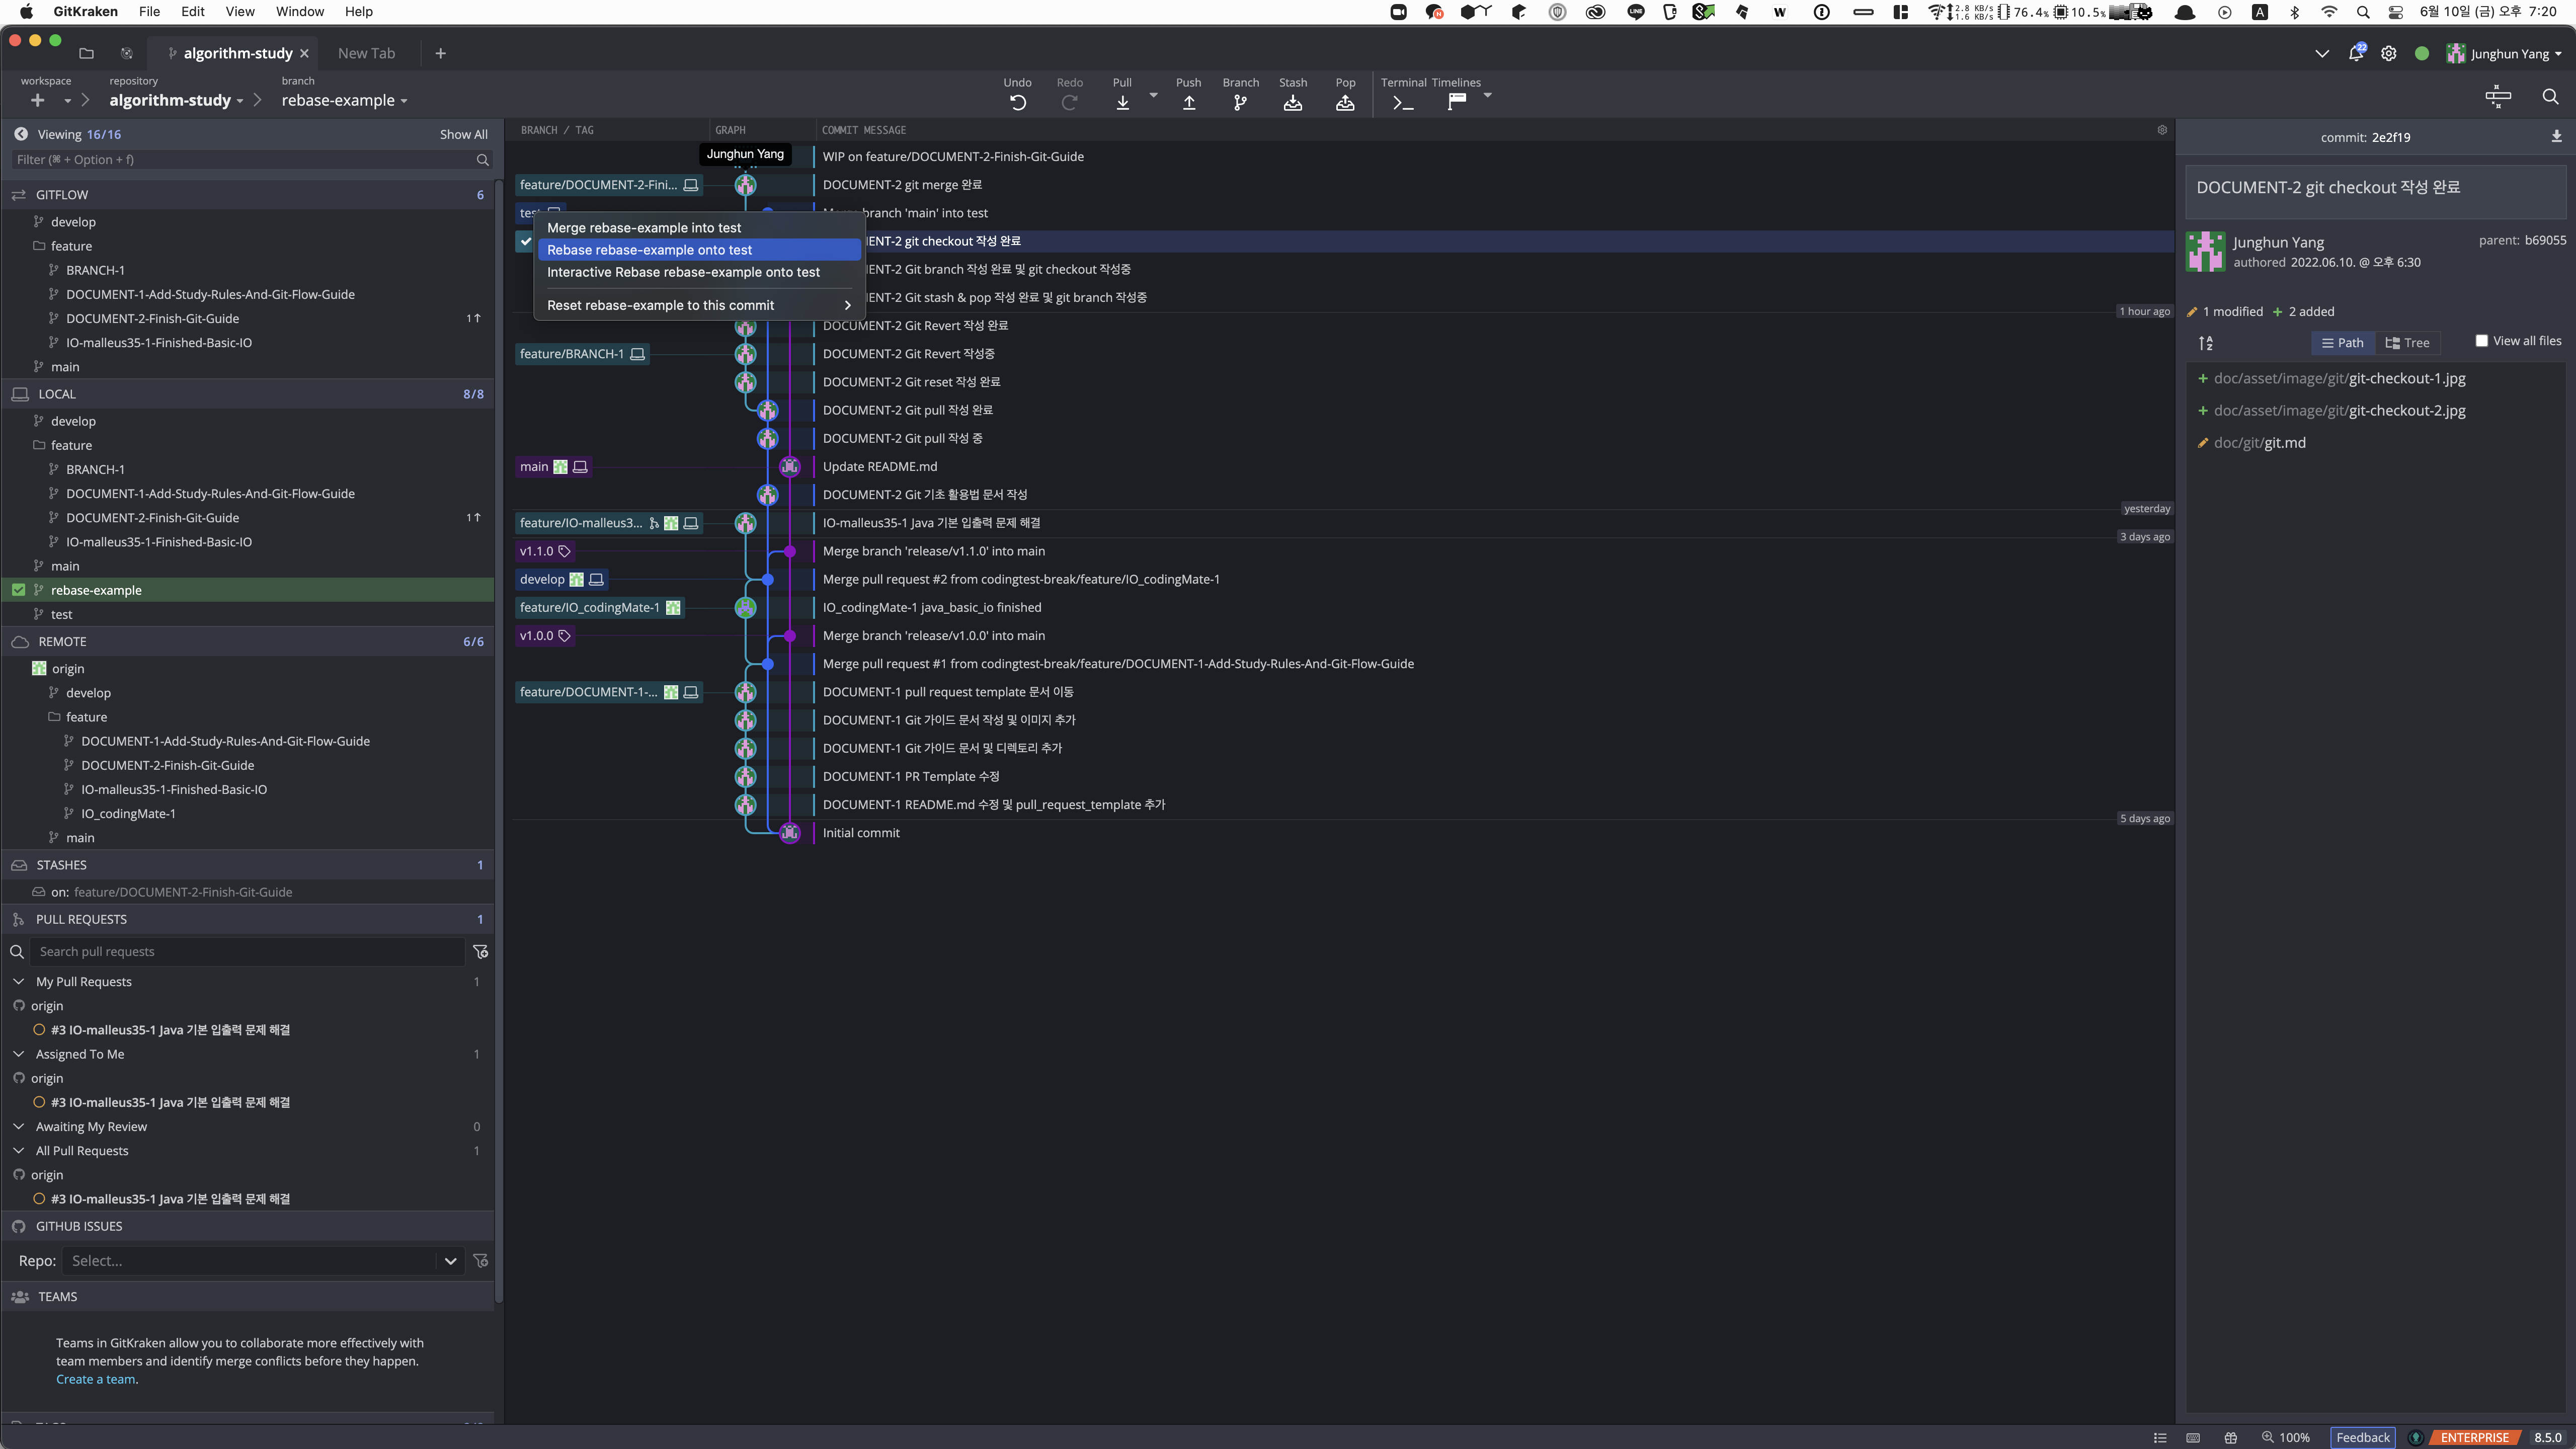 GitKraken File Edit View Window Help
2.8 KB/s
1.6 KB/s
76.4% 10.5% 6월 10일 (금) 오후 7:20
algorithm-study New Tab
22
Junghun Yang
workspace repository branch
algorithm-study rebase-example
Undo Redo Pull Push Branch Stash Pop Terminal Timelines
Viewing 16/16 Show All
Filter (⌘ + Option + f)
GITFLOW 6
develop
feature
BRANCH-1
DOCUMENT-1-Add-Study-Rules-And-Git-Flow-Guide
DOCUMENT-2-Finish-Git-Guide 1↑
IO-malleus35-1-Finished-Basic-IO
main
LOCAL 8/8
develop
feature
BRANCH-1
DOCUMENT-1-Add-Study-Rules-And-Git-Flow-Guide
DOCUMENT-2-Finish-Git-Guide 1↑
IO-malleus35-1-Finished-Basic-IO
main
rebase-example
test
REMOTE 6/6
origin
develop
feature
DOCUMENT-1-Add-Study-Rules-And-Git-Flow-Guide
DOCUMENT-2-Finish-Git-Guide
IO-malleus35-1-Finished-Basic-IO
IO_codingMate-1
main
STASHES 1
on: feature/DOCUMENT-2-Finish-Git-Guide
PULL REQUESTS 1
Search pull requests
My Pull Requests 1
origin
#3 IO-malleus35-1 Java 기본 입출력 문제 해결
Assigned To Me 1
origin
#3 IO-malleus35-1 Java 기본 입출력 문제 해결
Awaiting My Review 0
All Pull Requests 1
origin
#3 IO-malleus35-1 Java 기본 입출력 문제 해결
GITHUB ISSUES
Repo: Select...
TEAMS
Teams in GitKraken allow you to collaborate more effectively with
team members and identify merge conflicts before they happen.
Create a team.
BRANCH / TAG GRAPH COMMIT MESSAGE
Junghun Yang
WIP on feature/DOCUMENT-2-Finish-Git-Guide
feature/DOCUMENT-2-Fini... DOCUMENT-2 git merge 완료
branch 'main' into test
Merge rebase-example into test
Rebase rebase-example onto test
Interactive Rebase rebase-example onto test
Reset rebase-example to this commit
git checkout 작성 완료
Git branch 작성 완료 및 git checkout 작성중
Git stash & pop 작성 완료 및 git branch 작성중
1 hour ago
DOCUMENT-2 Git Revert 작성 완료
feature/BRANCH-1 DOCUMENT-2 Git Revert 작성중
DOCUMENT-2 Git reset 작성 완료
DOCUMENT-2 Git pull 작성 완료
DOCUMENT-2 Git pull 작성 중
main Update README.md
DOCUMENT-2 Git 기초 활용법 문서 작성
yesterday
feature/IO-malleus3... IO-malleus35-1 Java 기본 입출력 문제 해결
3 days ago
v1.1.0 Merge branch 'release/v1.1.0' into main
develop Merge pull request #2 from codingtest-break/feature/IO_codingMate-1
feature/IO_codingMate-1 IO_codingMate-1 java_basic_io finished
v1.0.0 Merge branch 'release/v1.0.0' into main
Merge pull request #1 from codingtest-break/feature/DOCUMENT-1-Add-Study-Rules-And-Git-Flow-Guide
feature/DOCUMENT-1-... DOCUMENT-1 pull request template 문서 이동
DOCUMENT-1 Git 가이드 문서 작성 및 이미지 추가
DOCUMENT-1 Git 가이드 문서 및 디렉토리 추가
DOCUMENT-1 PR Template 수정
DOCUMENT-1 README.md 수정 및 pull_request_template 추가
5 days ago
Initial commit
commit: 2e2f19
DOCUMENT-2 git checkout 작성 완료
Junghun Yang parent: b69055
authored 2022.06.10. @ 오후 6:30
1 modified + 2 added
Path Tree View all files
+ doc/asset/image/git/git-checkout-1.jpg
+ doc/asset/image/git/git-checkout-2.jpg
doc/git/git.md
100% Feedback ENTERPRISE 8.5.0